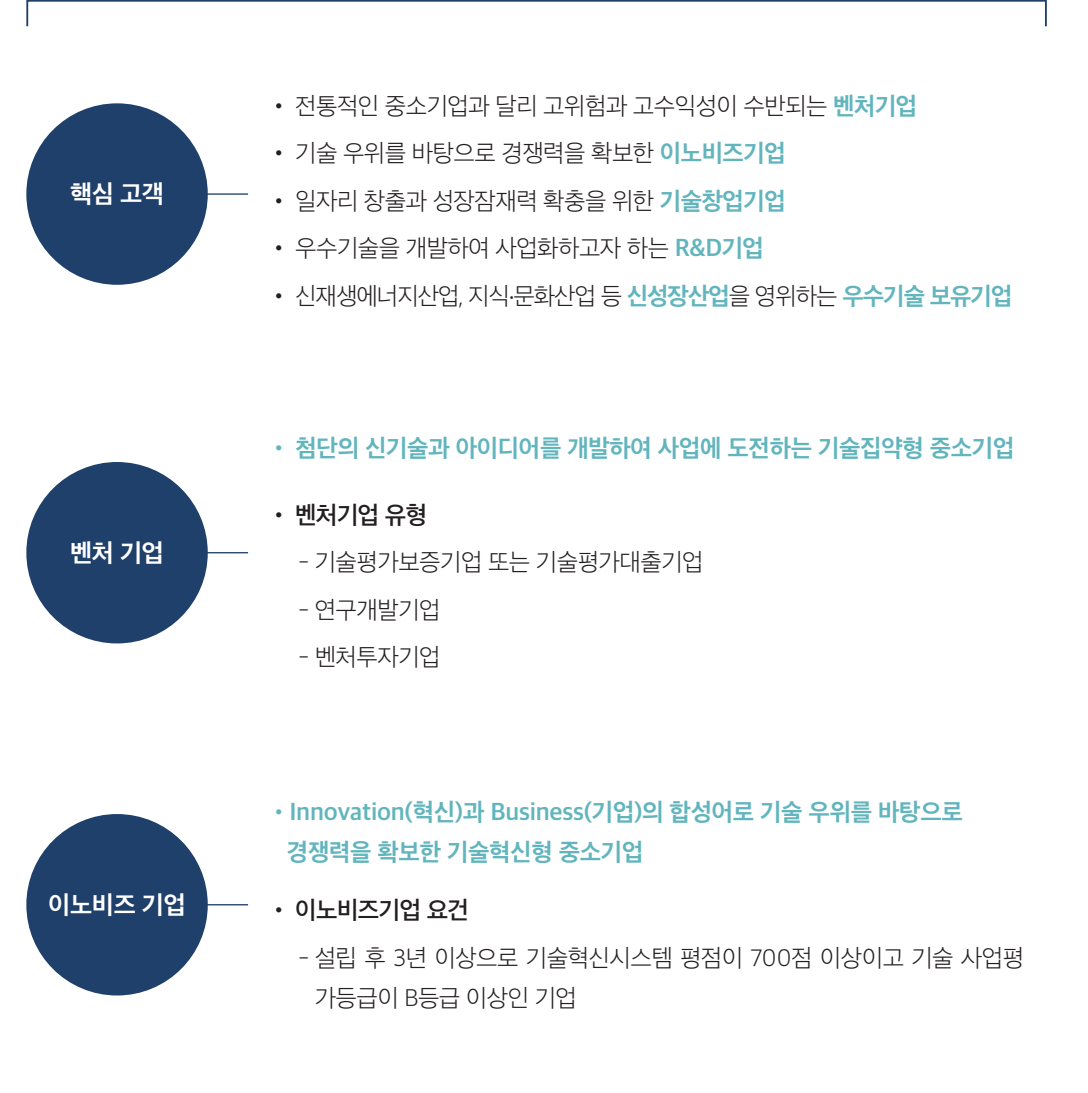 핵심 고객
• 전통적인 중소기업과 달리 고위험과 고수익성이 수반되는 벤처기업
• 기술 우위를 바탕으로 경쟁력을 확보한 이노비즈기업
• 일자리 창출과 성장잠재력 확충을 위한 기술창업기업
• 우수기술을 개발하여 사업화하고자 하는 R&D기업
• 신재생에너지산업, 지식·문화산업 등 신성장산업을 영위하는 우수기술 보유기업
벤처 기업
• 첨단의 신기술과 아이디어를 개발하여 사업에 도전하는 기술집약형 중소기업
• 벤처기업 유형
- 기술평가보증기업 또는 기술평가대출기업
- 연구개발기업
- 벤처투자기업
이노비즈 기업
• Innovation(혁신)과 Business(기업)의 합성어로 기술 우위를 바탕으로
경쟁력을 확보한 기술혁신형 중소기업
• 이노비즈기업 요건
- 설립 후 3년 이상으로 기술혁신시스템 평점이 700점 이상이고 기술 사업평
가등급이 B등급 이상인 기업